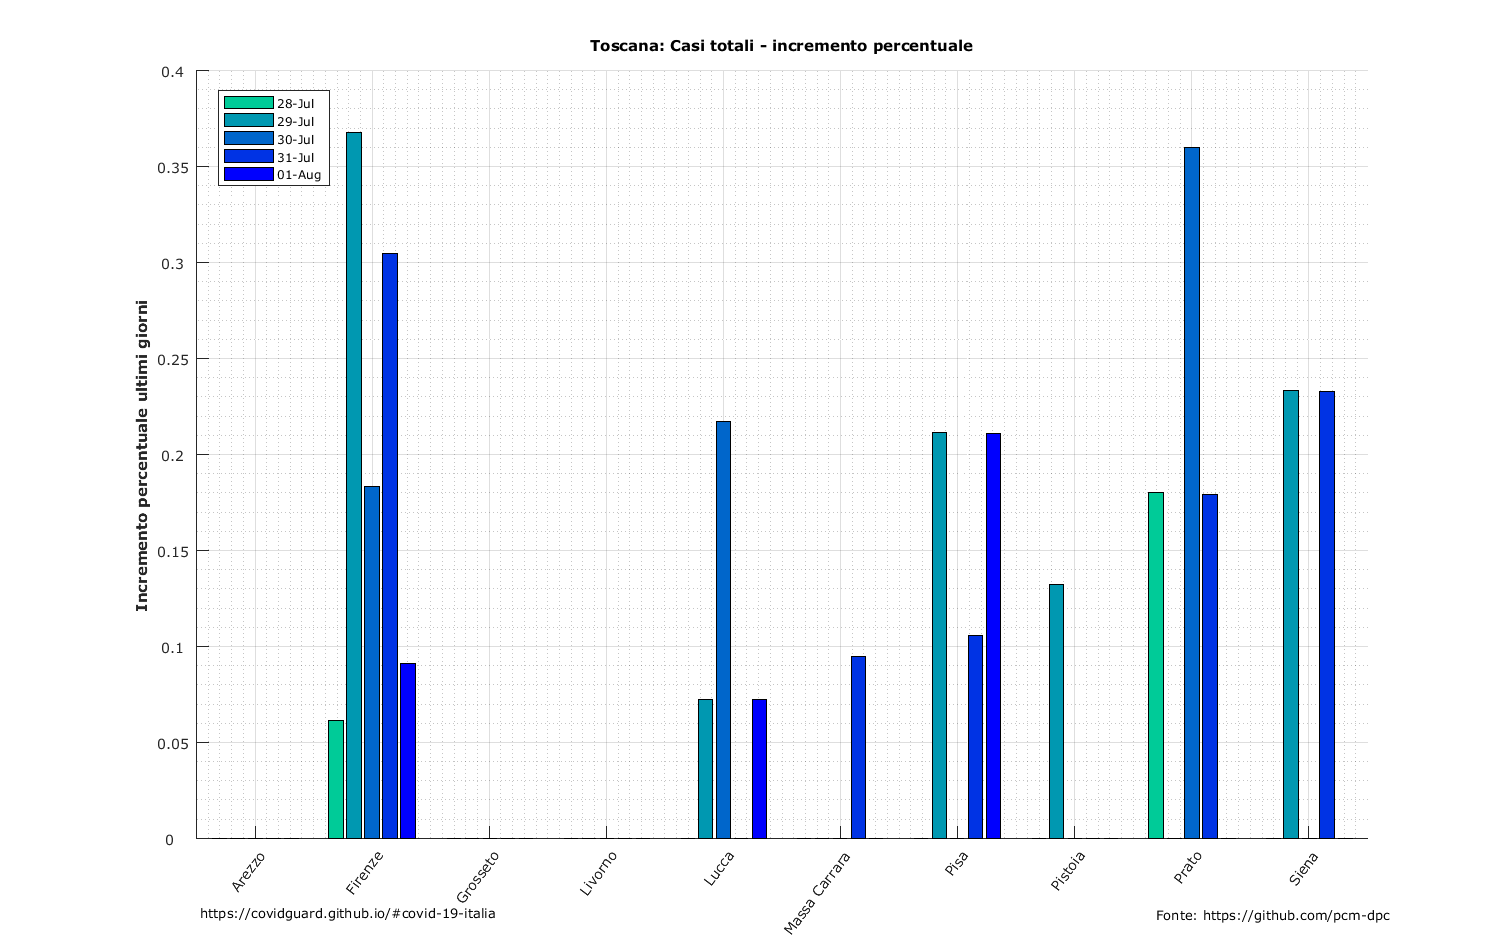 Toscana: Casi totali - incremento percentuale
0.4
0.35
0.3
0.25
0.2
0.15
0.1
0.05
0
Incremento percentuale ultimi giorni
28-Jul
29-Jul
30-Jul
31-Jul
01-Aug
Arezzo
Firenze
Grosseto
Livorno
Lucca
Massa Carrara
Pisa
Pistoia
Prato
Siena
https://covidguard.github.io/#covid-19-italia
Fonte: https://github.com/pcm-dpc